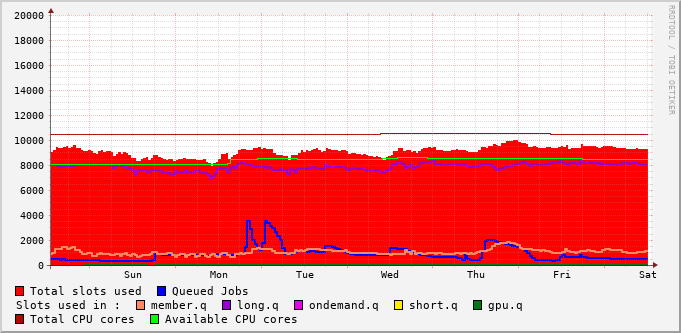 RRDTOOL / TOBI OETIKER
20000
18000
16000
14000
12000
10000
8000
6000
4000
2000
0
Sun Mon Tue Wed Thu Fri Sat
Total slots used Queued Jobs
Slots used in : member.q long.q ondemand.q short.q gpu.q
Total CPU cores Available CPU cores